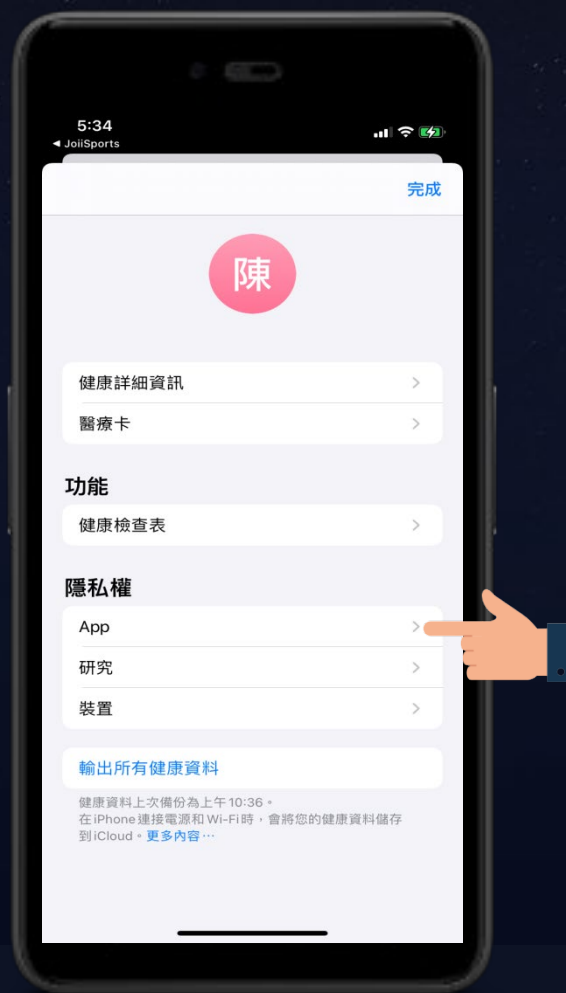 5:34
◀ JoiiSports
完成
陳
健康詳細資訊
醫療卡
功能
健康檢查表
隱私權
App
研究
裝置
輸出所有健康資料
健康資料上次備份為上午10:36。
在iPhone連接電源和Wi-Fi時,會將您的健康資料儲存
到iCloud。更多內容⋯